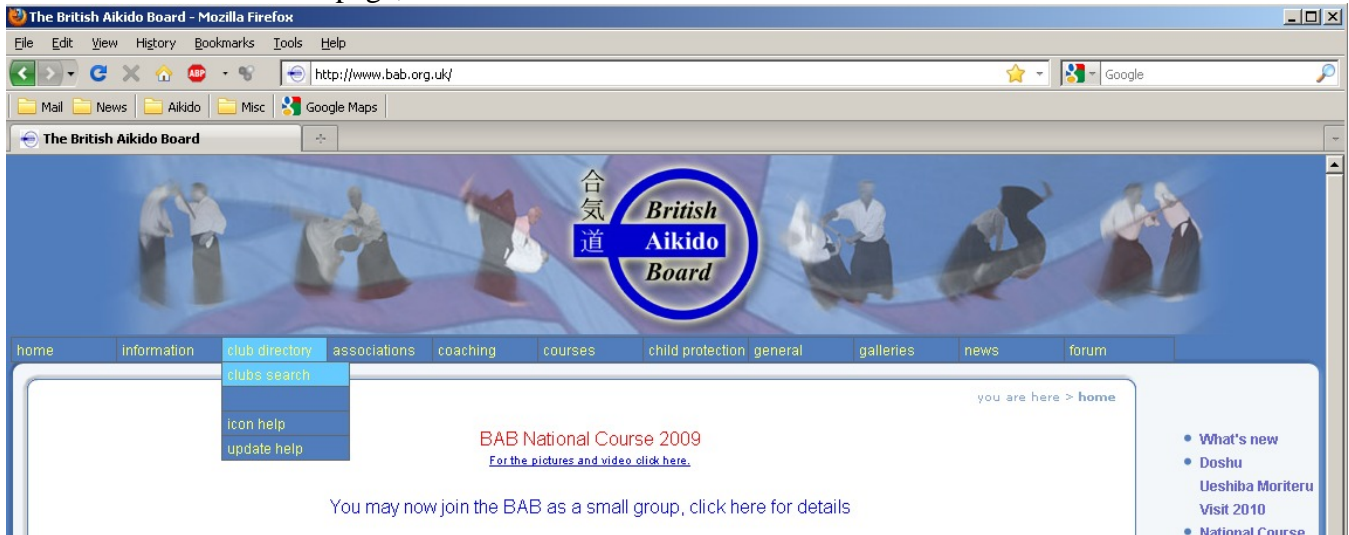 The British Aikido Board - Mozilla Firefox
File Edit View History Bookmarks Tools Help
ABP http://www.bab.org.uk/ Google
Mail News Aikido Misc Google Maps
The British Aikido Board
合
気
道
British
Aikido
Board
home information club directory associations coaching courses child protection general galleries news forum
clubs search
icon help
update help
you are here > home
BAB National Course 2009
For the pictures and video click here.
You may now join the BAB as a small group, click here for details
• What's new
• Doshu
Ueshiba Moriteru
Visit 2010
• National Course